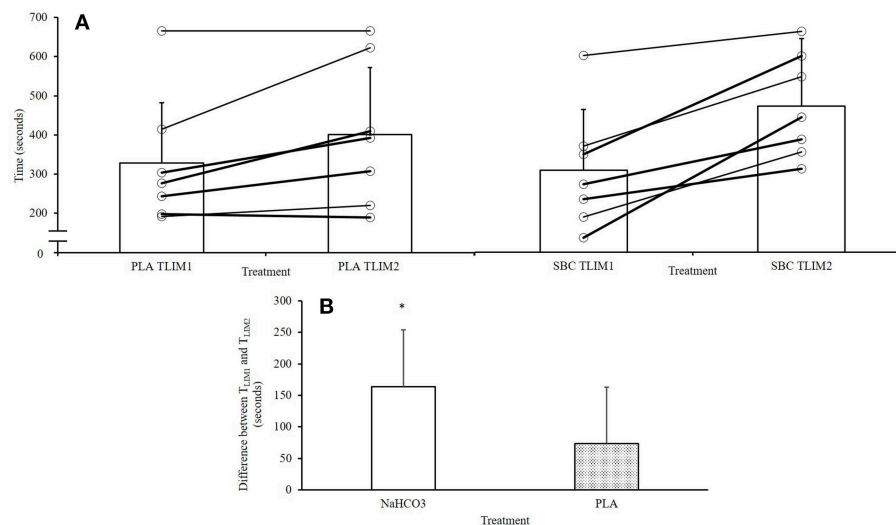 A
700
600
500
400
300
200
0
Time (seconds)
PLA TLIM1
Treatment
PLA TLIM2
SBC TLIM1
Treatment
SBC TLIM2
B
300
250
200
150
100
50
0
Difference between TLIM1 and TLIM2
(seconds)
*
NaHCO3
PLA
Treatment